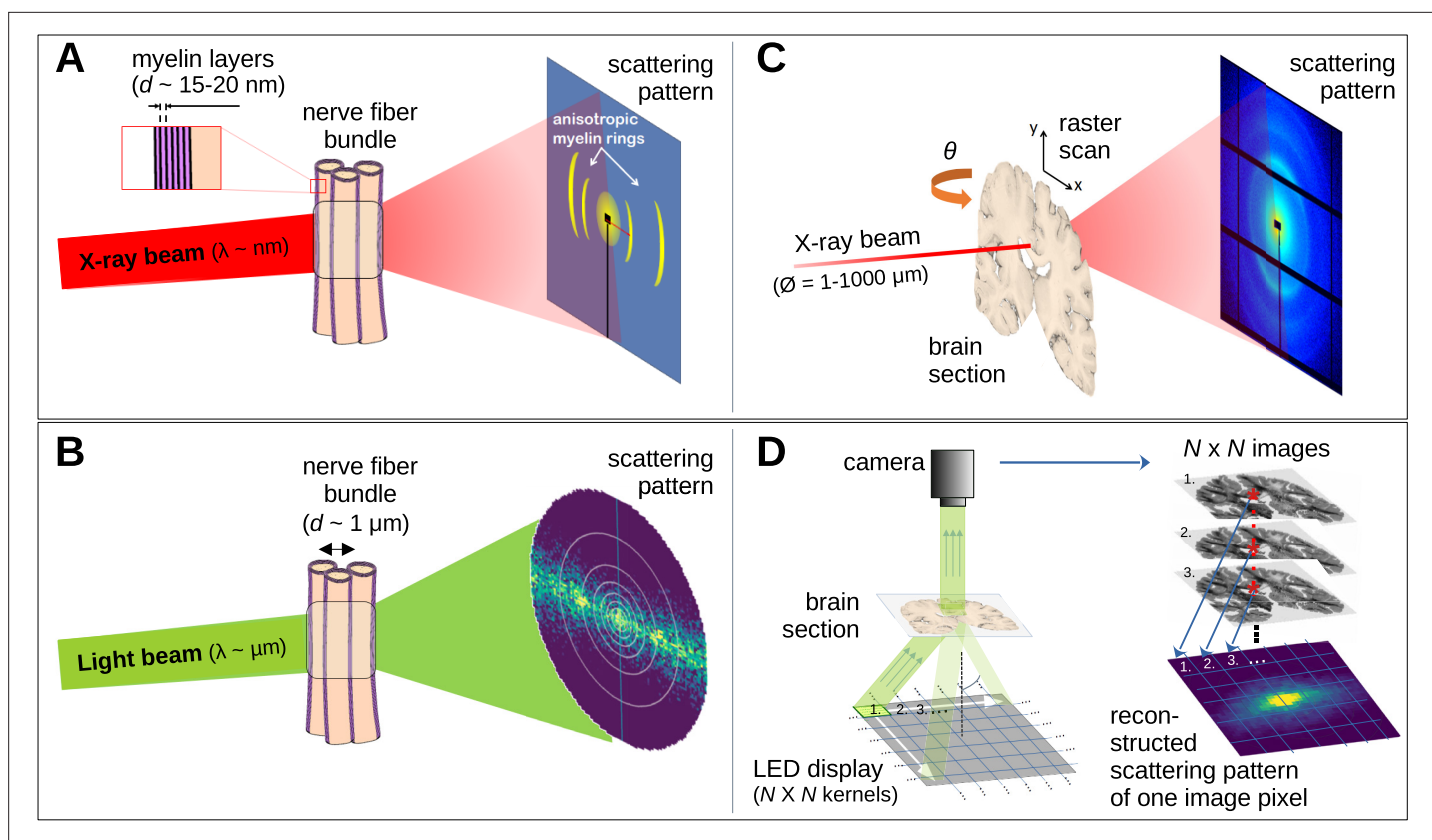 A
myelin layers
(d ~ 15-20 nm)
nerve fiber
bundle
scattering
pattern
anisotropic
myelin rings
X-ray beam (λ ~ nm)
C
scattering
pattern
raster
scan
y
x
θ
X-ray beam
(Ø = 1-1000 µm)
brain
section
B
nerve fiber
bundle
(d ~ 1 µm)
scattering
pattern
Light beam (λ ~ µm)
D
camera
N x N images
1.
2.
3.
brain
section
1. 2. 3. ...
1. 2. 3. ...
LED display
(N X N kernels)
recon-
structed
scattering pattern
of one image pixel